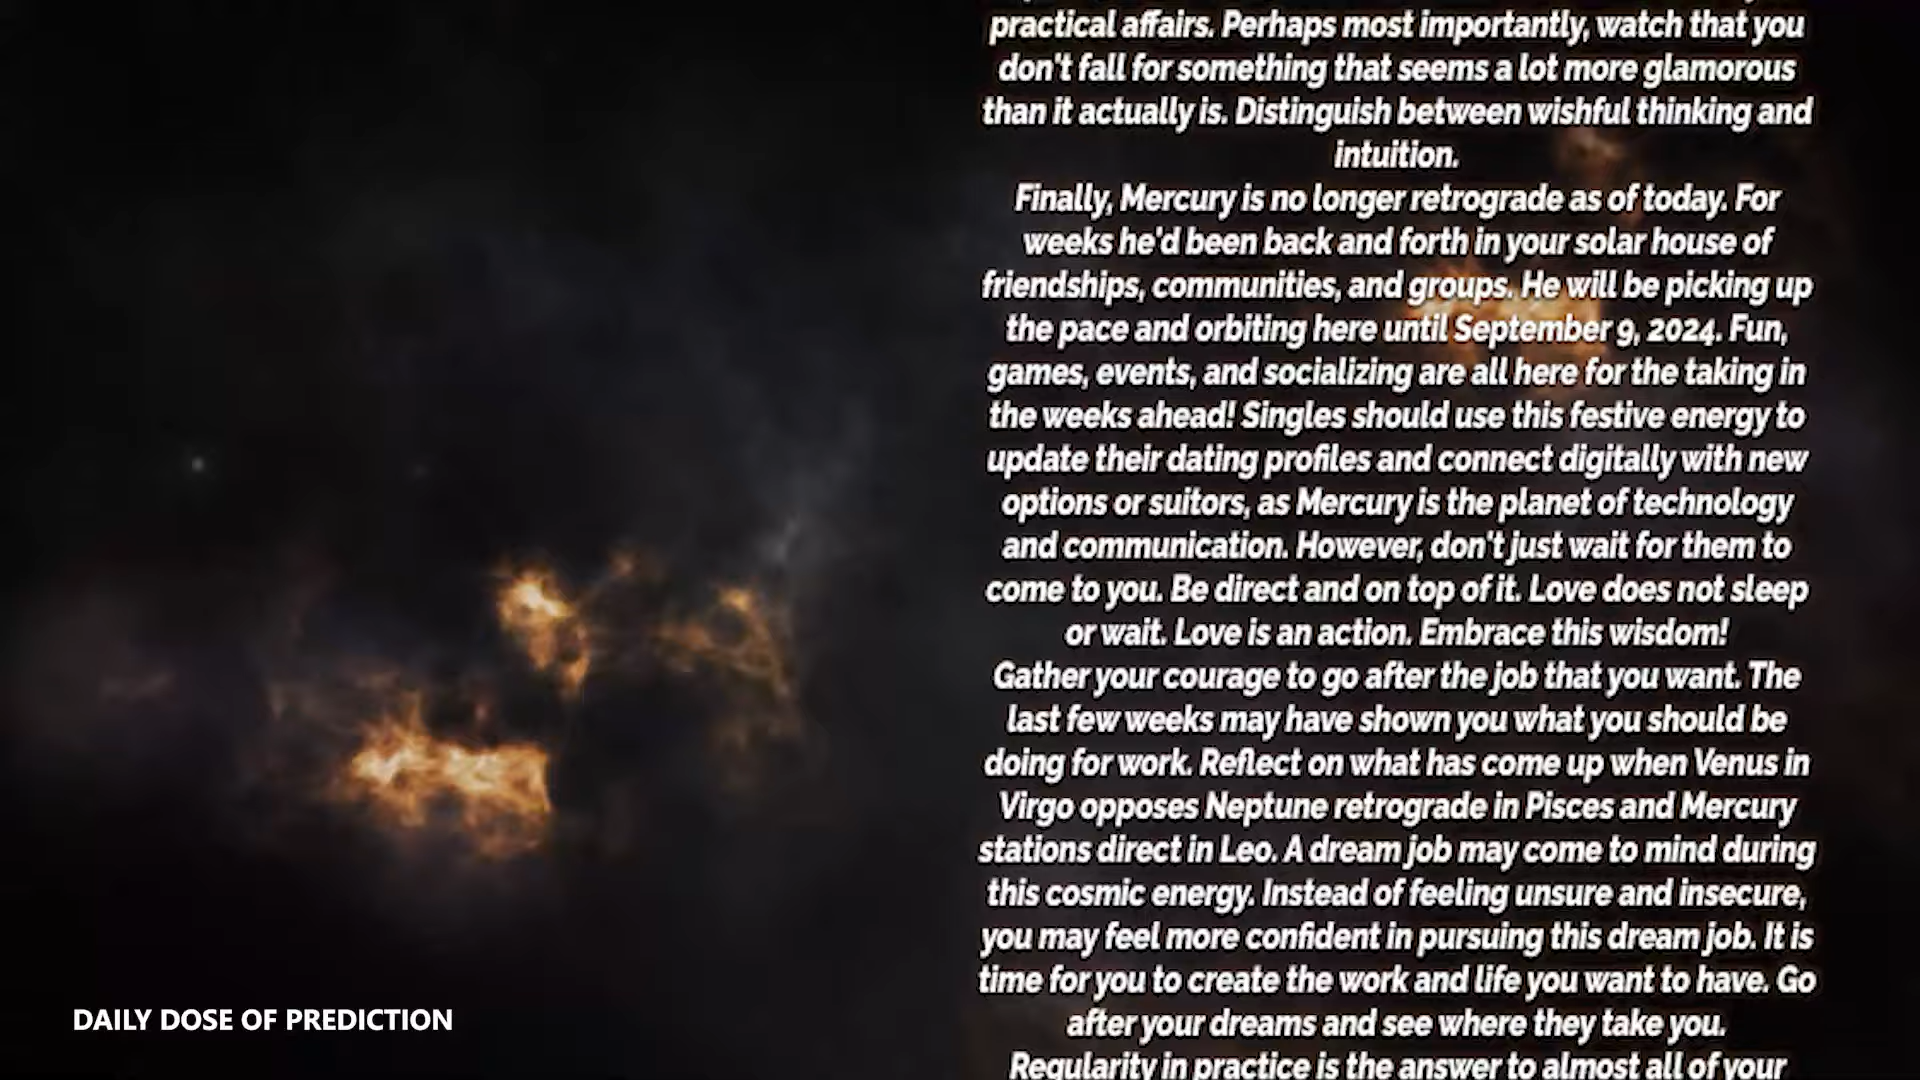 practical affairs. Perhaps most importantly, watch that you
don't fall for something that seems a lot more glamorous
than it actually is. Distinguish between wishful thinking and
intuition.
Finally, Mercury is no longer retrograde as of today. For
weeks he'd been back and forth in your solar house of
friendships, communities, and groups. He will be picking up
the pace and orbiting here until September 9, 2024. Fun,
games, events, and socializing are all here for the taking in
the weeks ahead! Singles should use this festive energy to
update their dating profiles and connect digitally with new
options or suitors, as Mercury is the planet of technology
and communication. However, don't just wait for them to
come to you. Be direct and on top of it. Love does not sleep
or wait. Love is an action. Embrace this wisdom!
Gather your courage to go after the job that you want. The
last few weeks may have shown you what you should be
doing for work. Reflect on what has come up when Venus in
Virgo opposes Neptune retrograde in Pisces and Mercury
stations direct in Leo. A dream job may come to mind during
this cosmic energy. Instead of feeling unsure and insecure,
you may feel more confident in pursuing this dream job. It is
time for you to create the work and life you want to have. Go
after your dreams and see where they take you.
Regularity in practice is the answer to almost all of your
DAILY DOSE OF PREDICTION